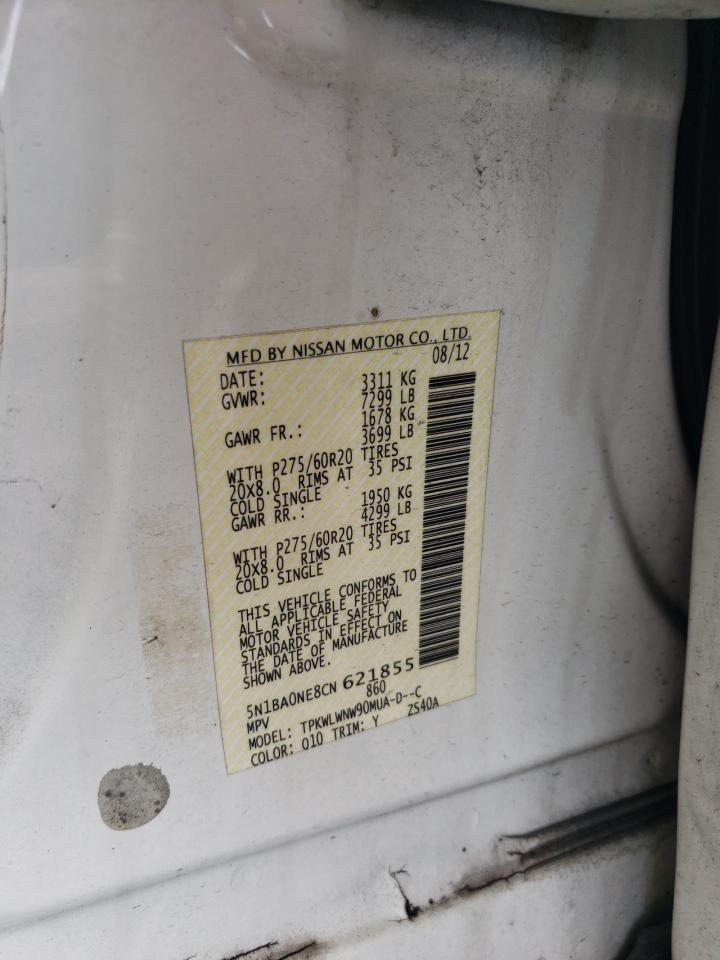 MFD BY NISSAN MOTOR CO., LTD.
DATE: 08/12
GVWR: 3311 KG
7299 LB
GAWR FR.: 1678 KG
3699 LB
WITH P275/60R20 TIRES
20X8.0 RIMS AT 35 PSI
COLD SINGLE
GAWR RR.: 1950 KG
4299 LB
WITH P275/60R20 TIRES
20X8.0 RIMS AT 35 PSI
COLD SINGLE
THIS VEHICLE CONFORMS TO
ALL APPLICABLE FEDERAL
MOTOR VEHICLE SAFETY
STANDARDS IN EFFECT ON
THE DATE OF MANUFACTURE
SHOWN ABOVE.
5N1BA0NE8CN 621855
MPV 860
MODEL: TPKWLWNW90MUA-D--C
COLOR: Q10 TRIM: Y ZS40A